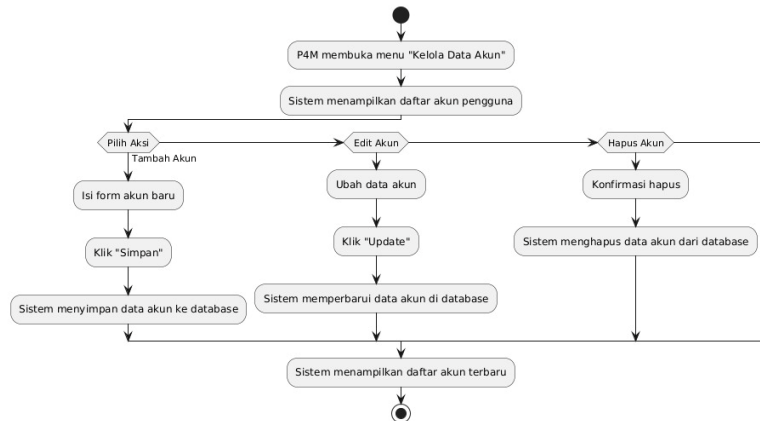 P4M membuka menu "Kelola Data Akun"
Sistem menampilkan daftar akun pengguna
Pilih Aksi
Tambah Akun
Edit Akun
Hapus Akun
Isi form akun baru
Ubah data akun
Konfirmasi hapus
Klik "Simpan"
Klik "Update"
Sistem menghapus data akun dari database
Sistem menyimpan data akun ke database
Sistem memperbarui data akun di database
Sistem menampilkan daftar akun terbaru